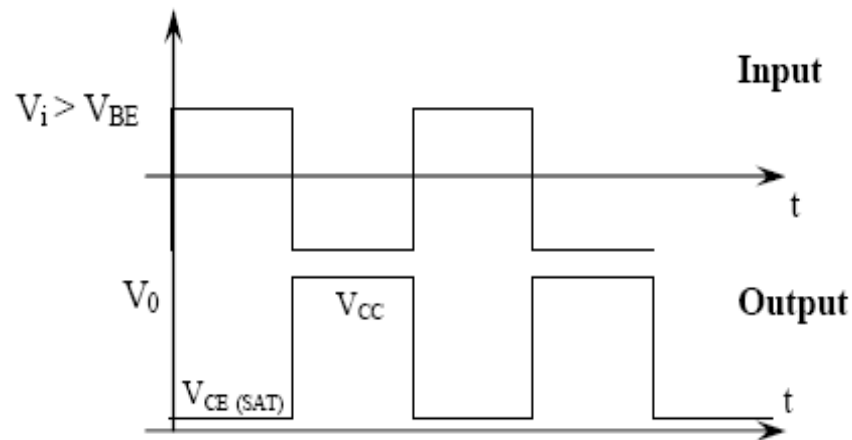 Input
Vi > VBE
t
V0
VCC
Output
VCE (SAT)
t